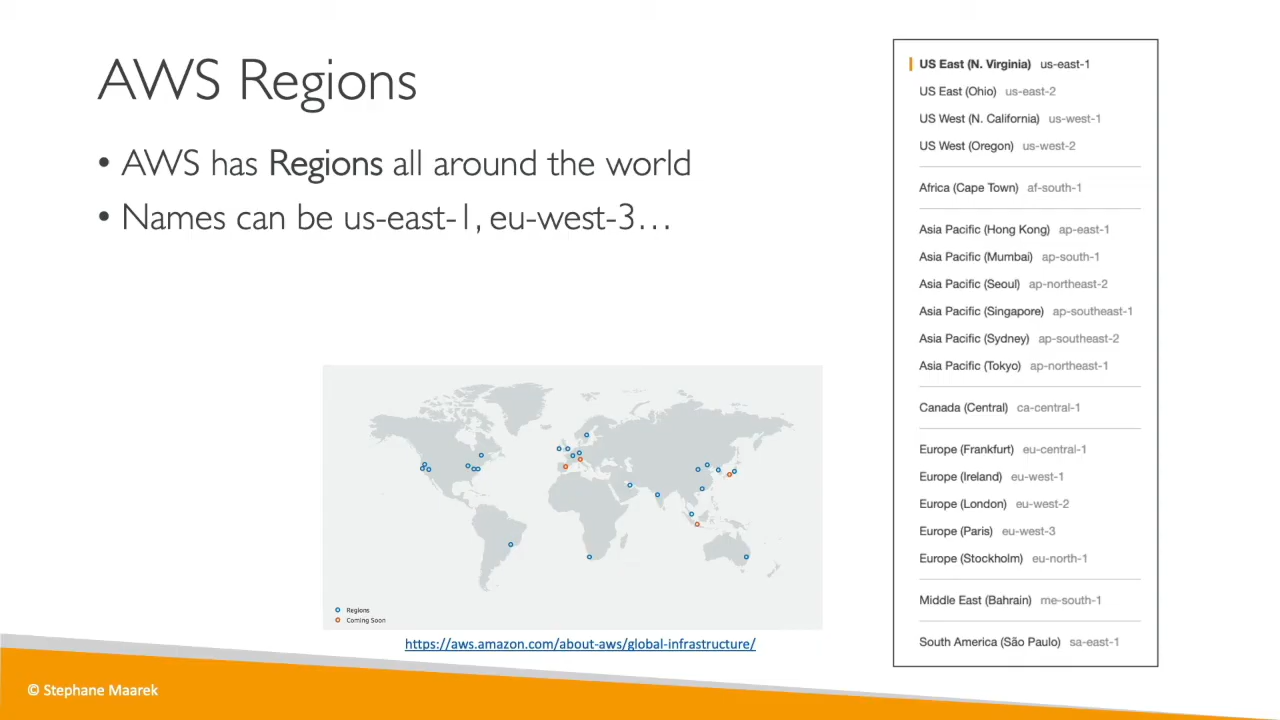 AWS Regions
• AWS has Regions all around the world
• Names can be us-east-1, eu-west-3…
US East (N. Virginia) us-east-1
US East (Ohio) us-east-2
US West (N. California) us-west-1
US West (Oregon) us-west-2
Africa (Cape Town) af-south-1
Asia Pacific (Hong Kong) ap-east-1
Asia Pacific (Mumbai) ap-south-1
Asia Pacific (Seoul) ap-northeast-2
Asia Pacific (Singapore) ap-southeast-1
Asia Pacific (Sydney) ap-southeast-2
Asia Pacific (Tokyo) ap-northeast-1
Canada (Central) ca-central-1
Europe (Frankfurt) eu-central-1
Europe (Ireland) eu-west-1
Europe (London) eu-west-2
Europe (Paris) eu-west-3
Europe (Stockholm) eu-north-1
Middle East (Bahrain) me-south-1
South America (São Paulo) sa-east-1
Regions
Coming Soon
https://aws.amazon.com/about-aws/global-infrastructure/
© Stephane Maarek